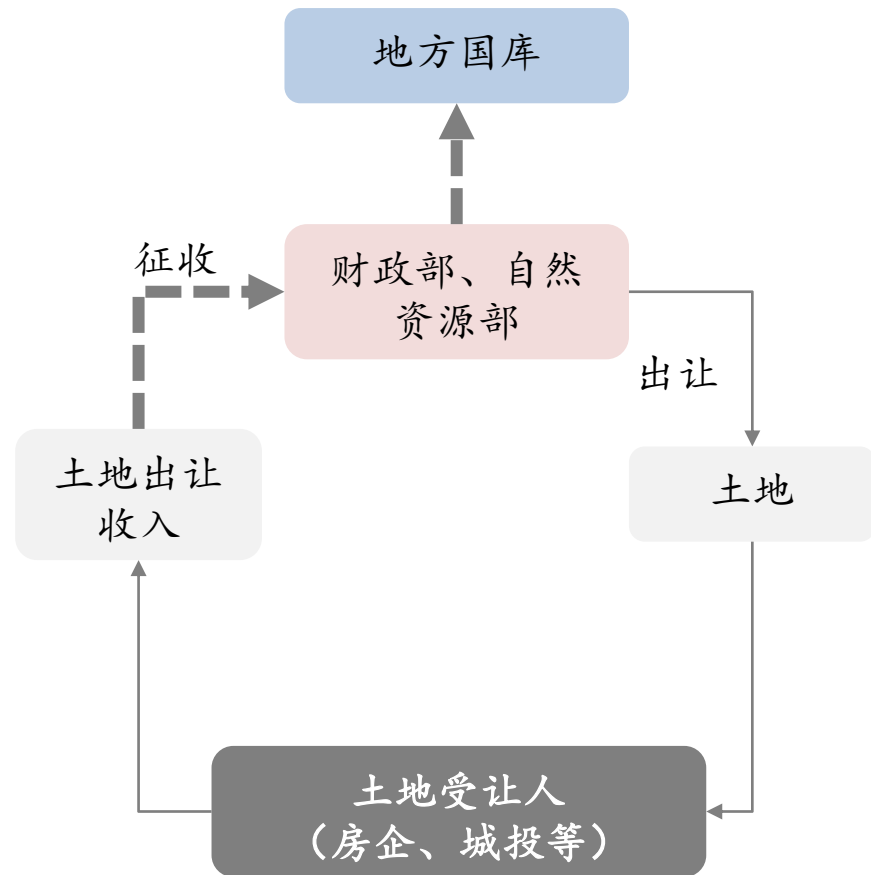 地方国库
征收
财政部、自然
资源部
出让
土地出让
收入
土地
土地受让人
（房企、城投等）